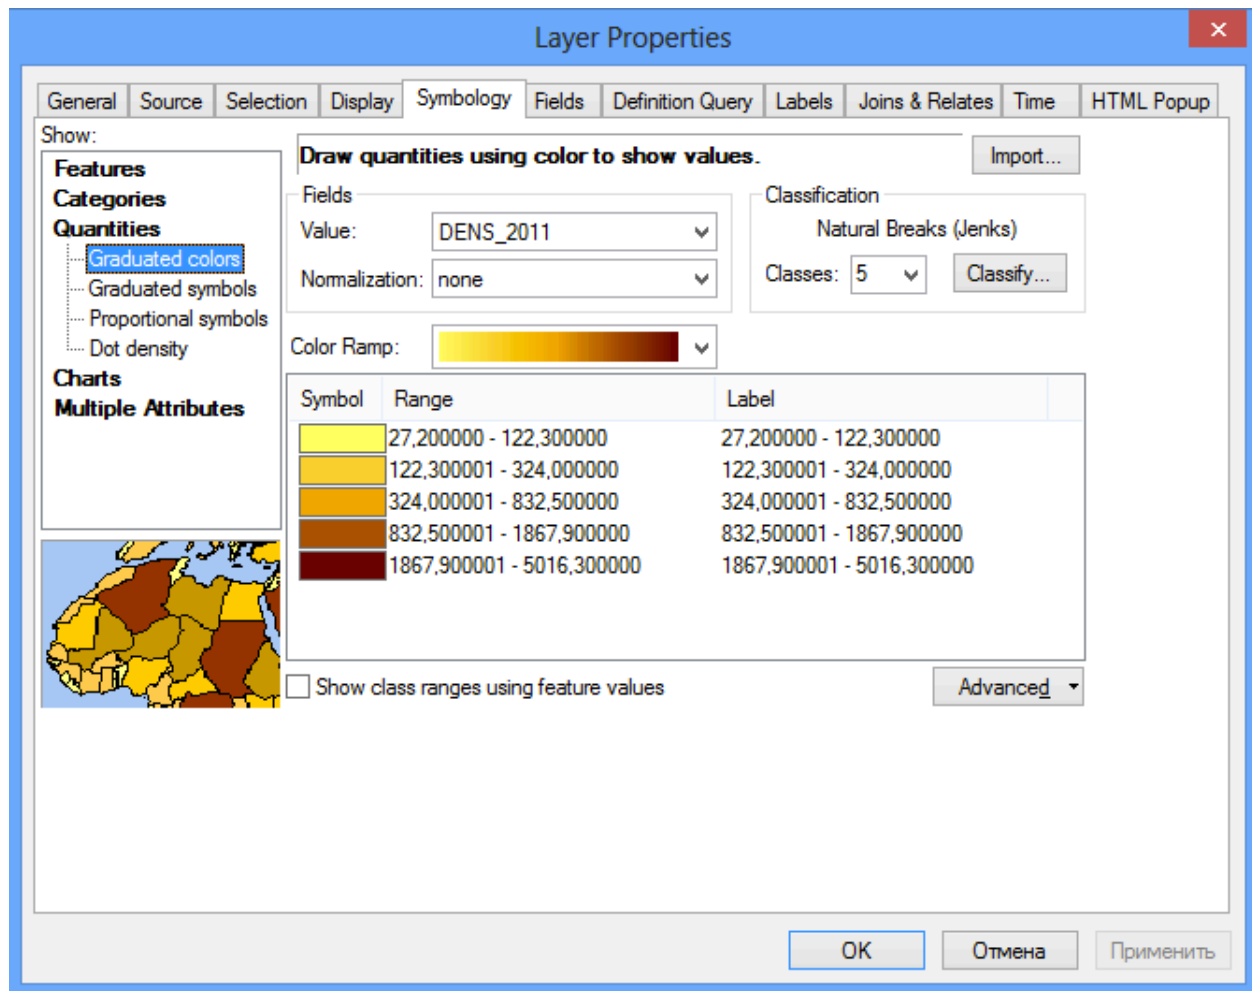 Layer Properties
General Source Selection Display Symbology Fields Definition Query Labels Joins & Relates Time HTML Popup
Show:
Features
Categories
Quantities
Graduated colors
Graduated symbols
Proportional symbols
Dot density
Charts
Multiple Attributes
Draw quantities using color to show values.
Import...
Fields
Value: DENS_2011
Normalization: none
Classification
Natural Breaks (Jenks)
Classes: 5 Classify...
Color Ramp:
Symbol Range Label
27,200000 - 122,300000 27,200000 - 122,300000
122,300001 - 324,000000 122,300001 - 324,000000
324,000001 - 832,500000 324,000001 - 832,500000
832,500001 - 1867,900000 832,500001 - 1867,900000
1867,900001 - 5016,300000 1867,900001 - 5016,300000
Show class ranges using feature values
Advanced
OK Отмена Применить